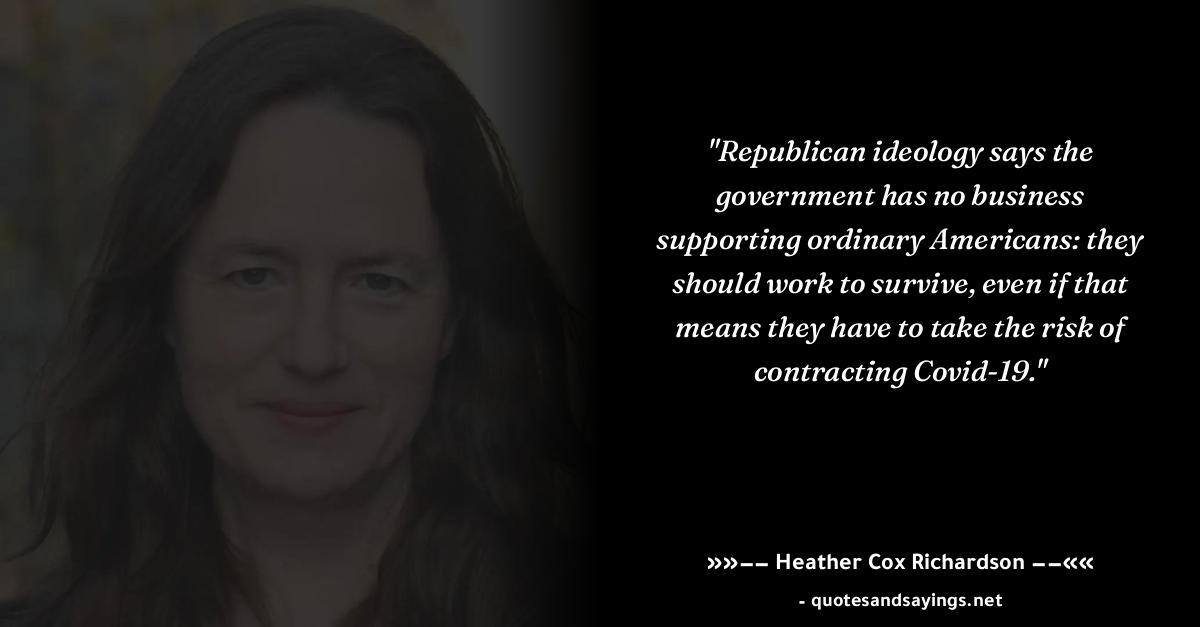 "Republican ideology says the
government has no business
supporting ordinary Americans: they
should work to survive, even if that
means they have to take the risk of
contracting Covid-19."
»»−− Heather Cox Richardson −−««
- quotesandsayings.net